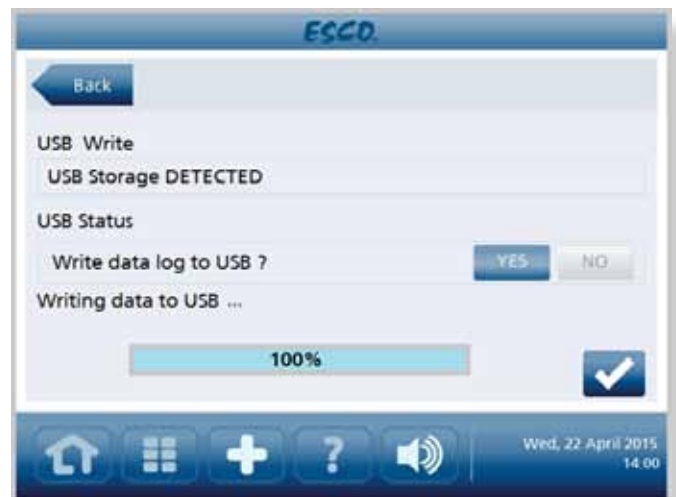 ESCO
Back
USB Write
USB Storage DETECTED
USB Status
Write data log to USB ?
YES NO
Writing data to USB ...
100%
?
Wed, 22 April 2015
14:00